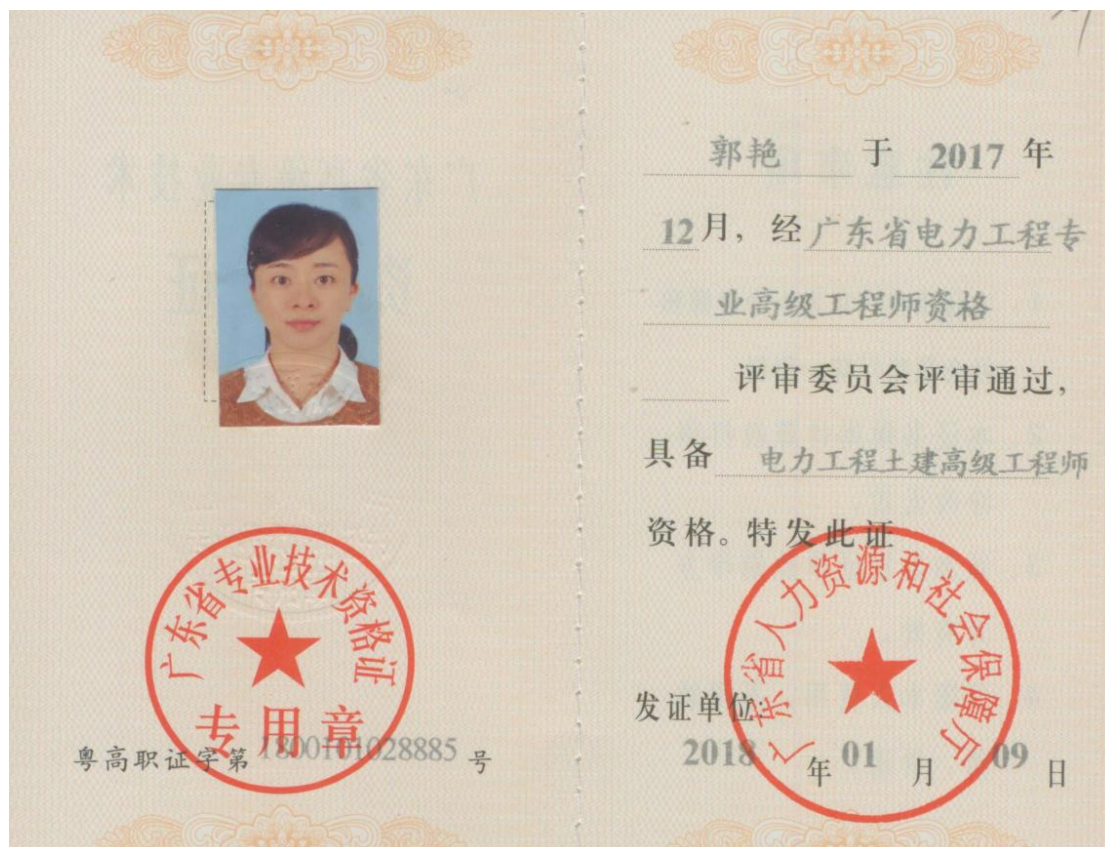 广东省专业技术资格证
专用章
粤高职证字第 1800101028885 号
郭艳 于 2017 年
12 月，经 广东省电力工程专
业高级工程师资格
评审委员会评审通过，
具备 电力工程土建高级工程师
资格。特发此证
广东省人力资源和社会保障厅
发证单位:
2018 年 01 月 09 日